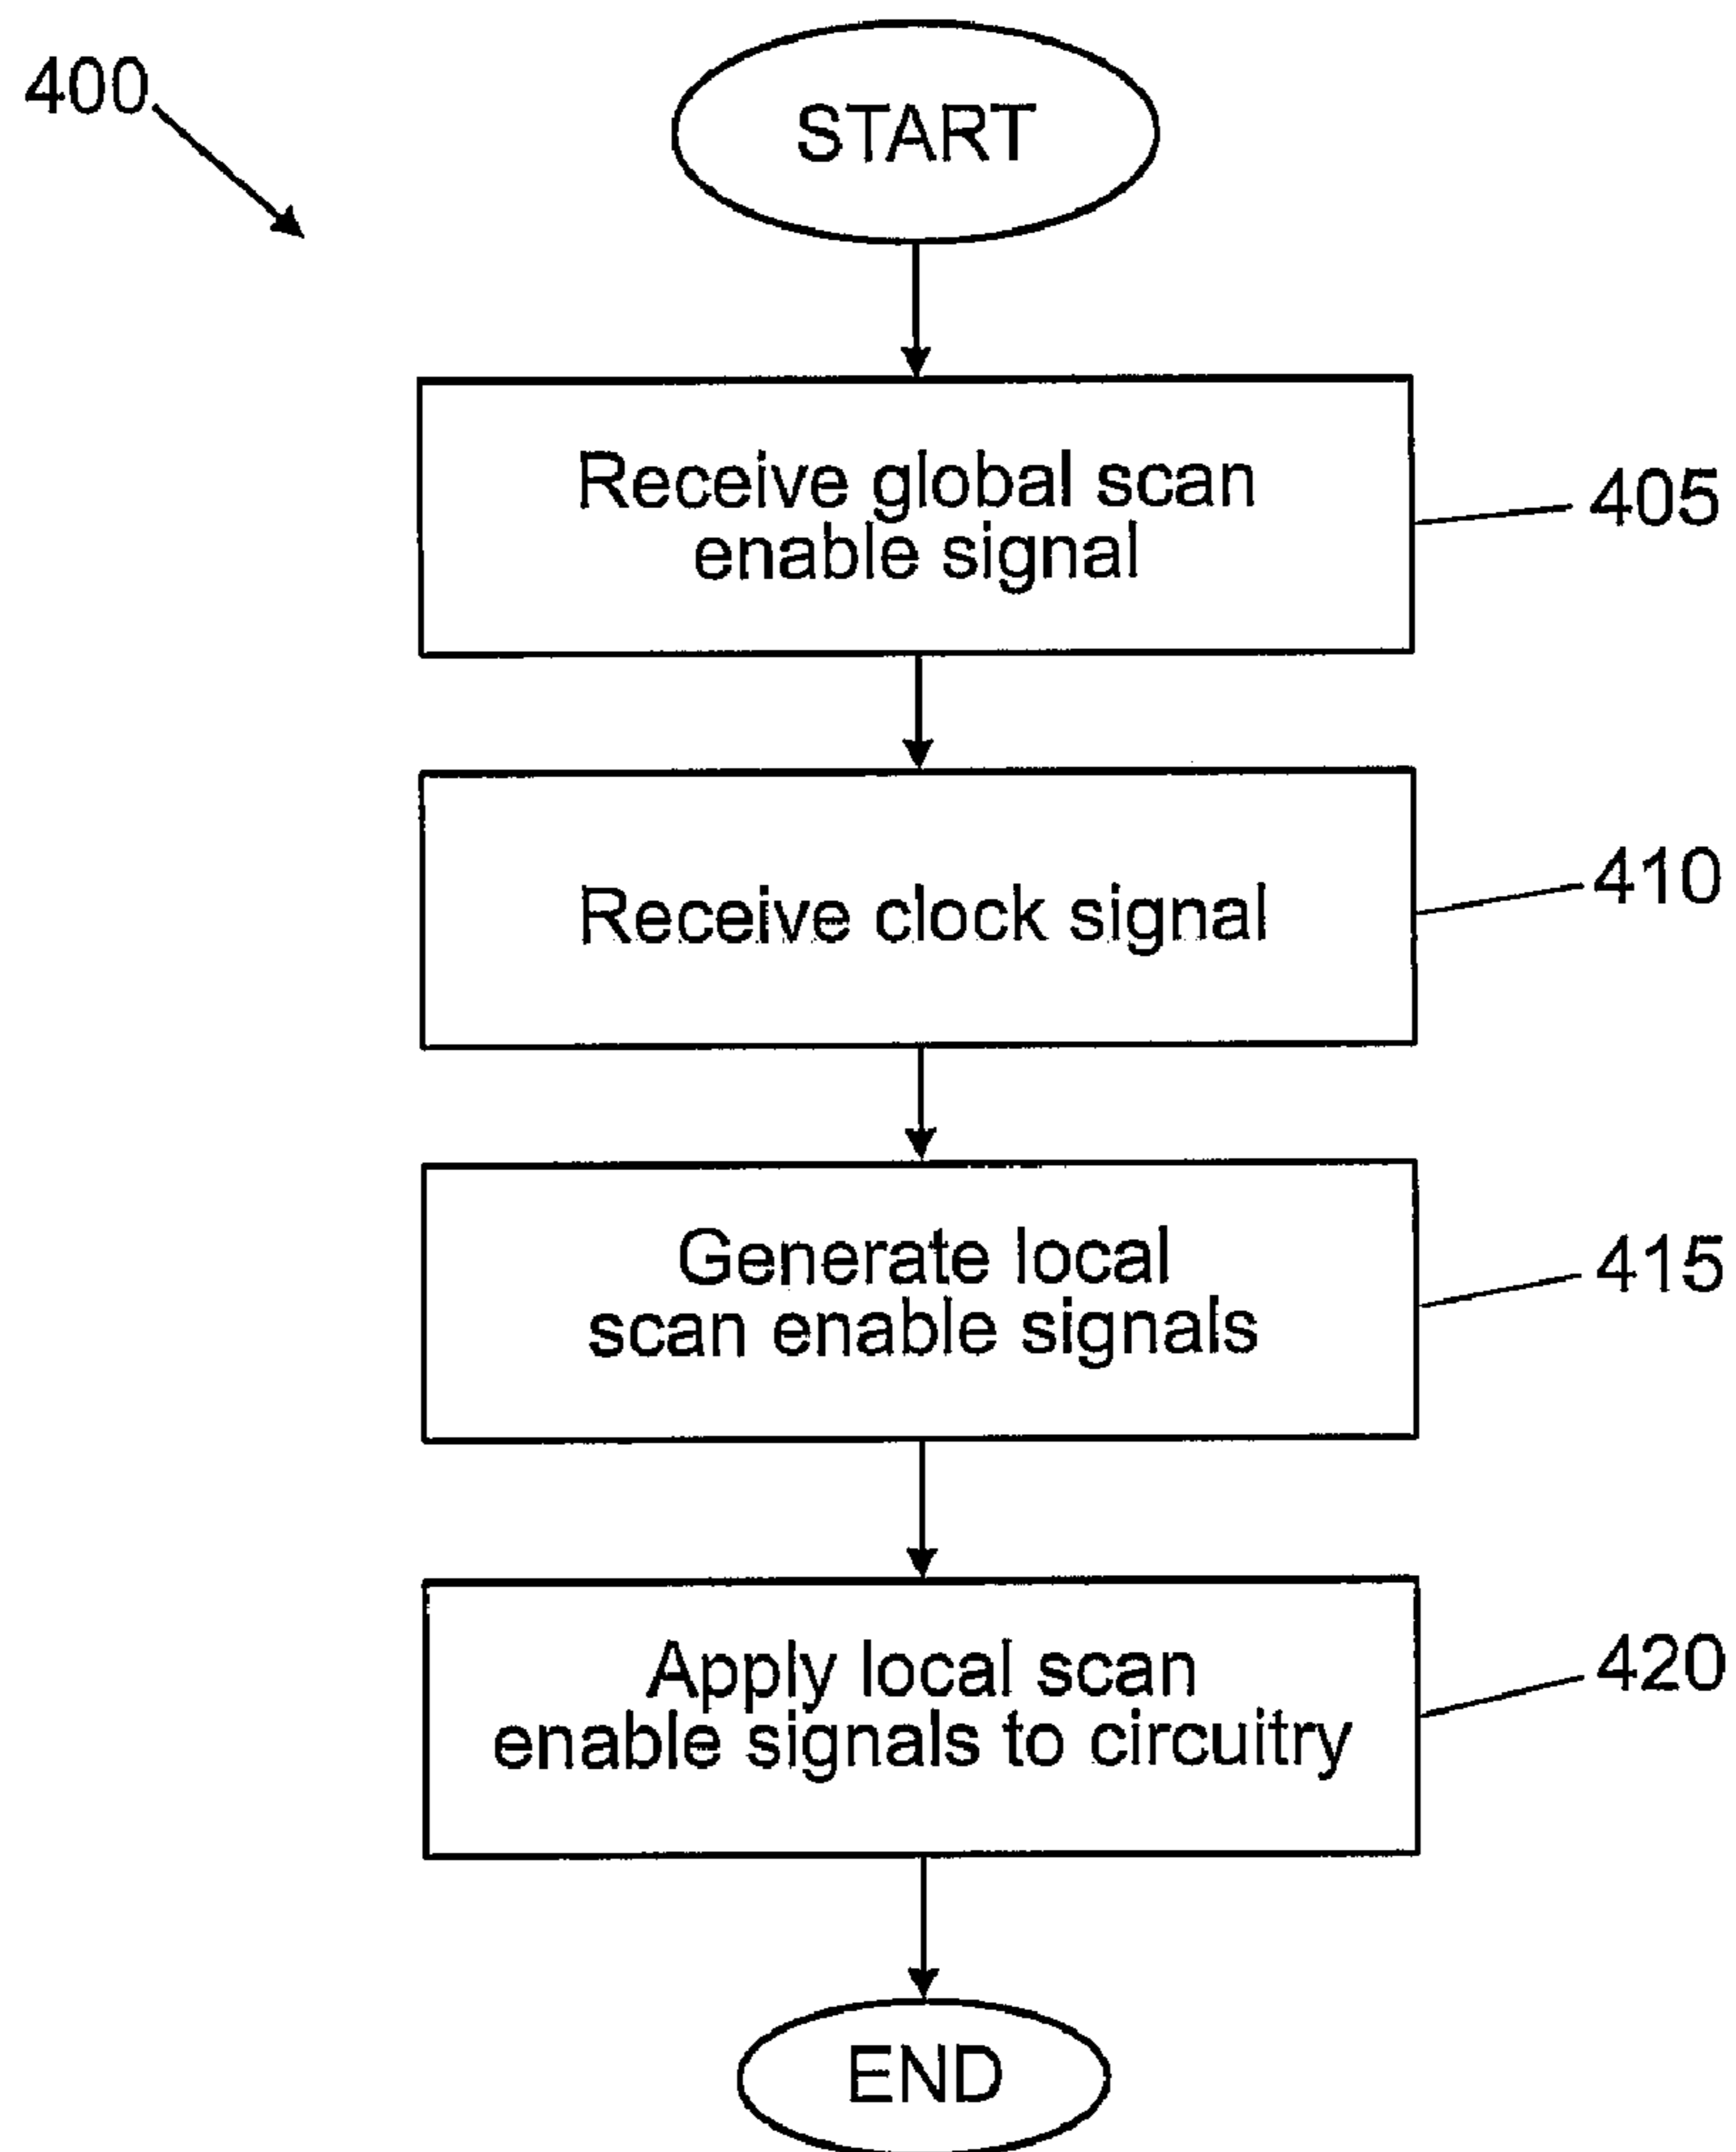 400
START
Receive global scan
enable signal
405
Receive clock signal
410
Generate local
scan enable signals
415
Apply local scan
enable signals to circuitry
420
END